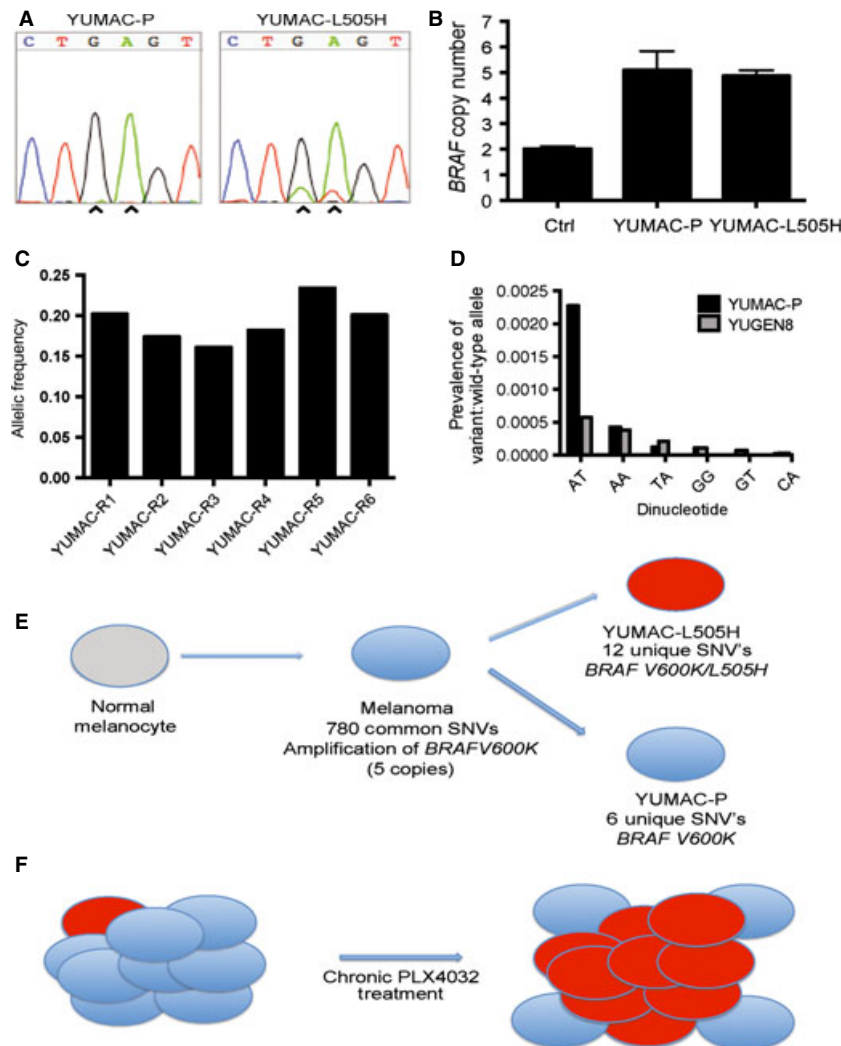 A
YUMAC-P
C T G A G T
^ ^
YUMAC-L505H
C T G A G T
^ ^
B
BRAF copy number
7
6
5
4
3
2
1
0
Ctrl
YUMAC-P
YUMAC-L505H
C
Allelic frequency
0.25
0.20
0.15
0.10
0.05
0.00
YUMAC-R1
YUMAC-R2
YUMAC-R3
YUMAC-R4
YUMAC-R5
YUMAC-R6
D
Prevalence of
variant:wild-type allele
0.0025
0.0020
0.0015
0.0010
0.0005
0.0000
YUMAC-P
YUGEN8
AT
AA
TA
GG
GT
CA
Dinucleotide
E
Normal
melanocyte
Melanoma
780 common SNVs
Amplification of BRAFV600K
(5 copies)
YUMAC-L505H
12 unique SNV's
BRAF V600K/L505H
YUMAC-P
6 unique SNV's
BRAF V600K
F
Chronic PLX4032
treatment